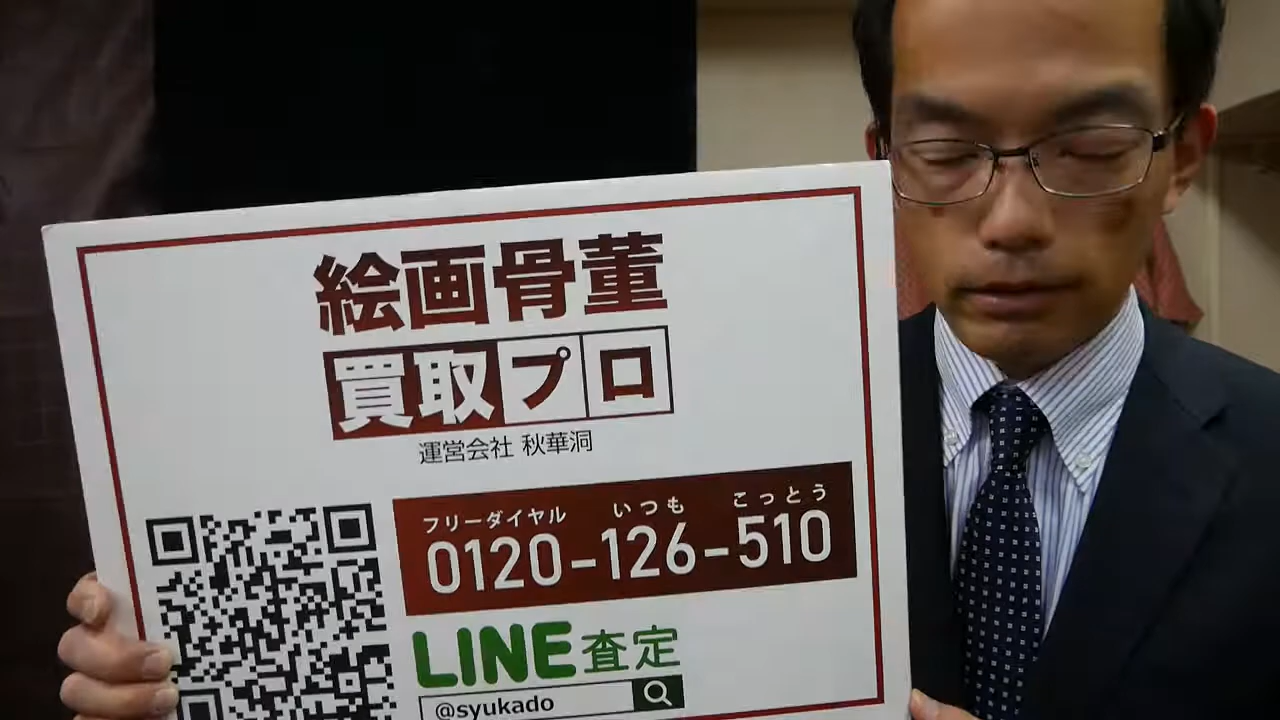 絵画骨董
買取プロ
運営会社 秋華洞
フリーダイヤル いつも こっとう
0120-126-510
LINE査定
@syukado